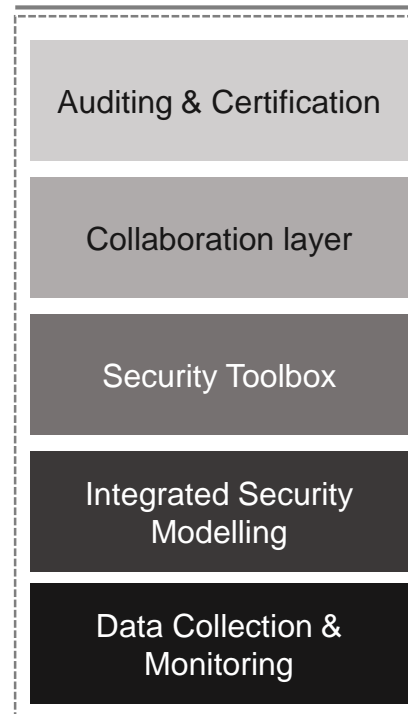 Auditing & Certification
Collaboration layer
Security Toolbox
Integrated Security
Modelling
Data Collection &
Monitoring